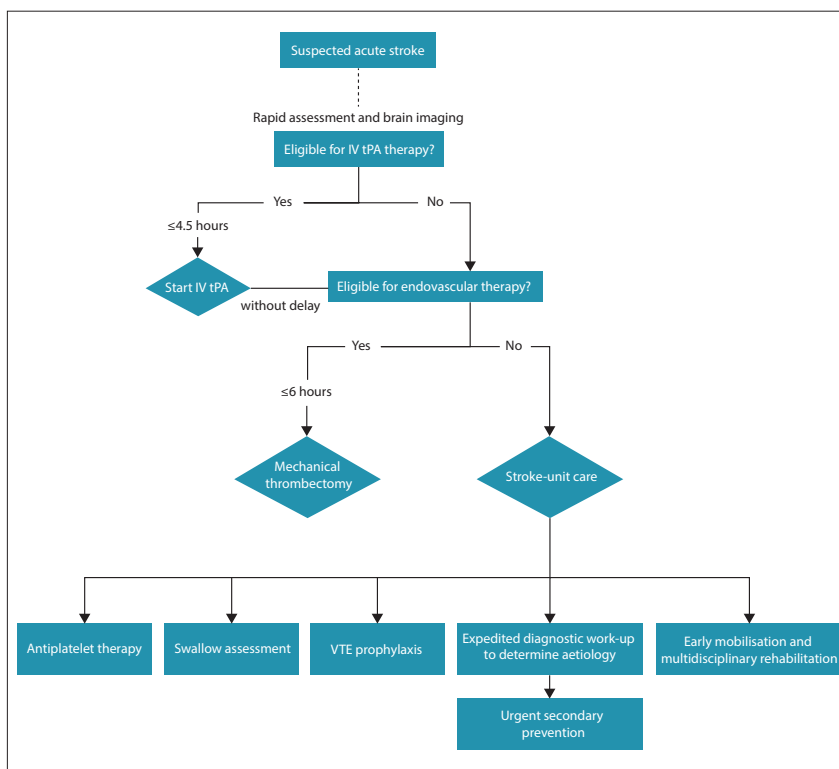 Suspected acute stroke
Rapid assessment and brain imaging
Eligible for IV tPA therapy?
Yes
No
≤4.5 hours
Start IV tPA
without delay
Eligible for endovascular therapy?
Yes
No
≤6 hours
Mechanical
thrombectomy
Stroke-unit care
Antiplatelet therapy
Swallow assessment
VTE prophylaxis
Expedited diagnostic work-up
to determine aetiology
Early mobilisation and
multidisciplinary rehabilitation
Urgent secondary
prevention